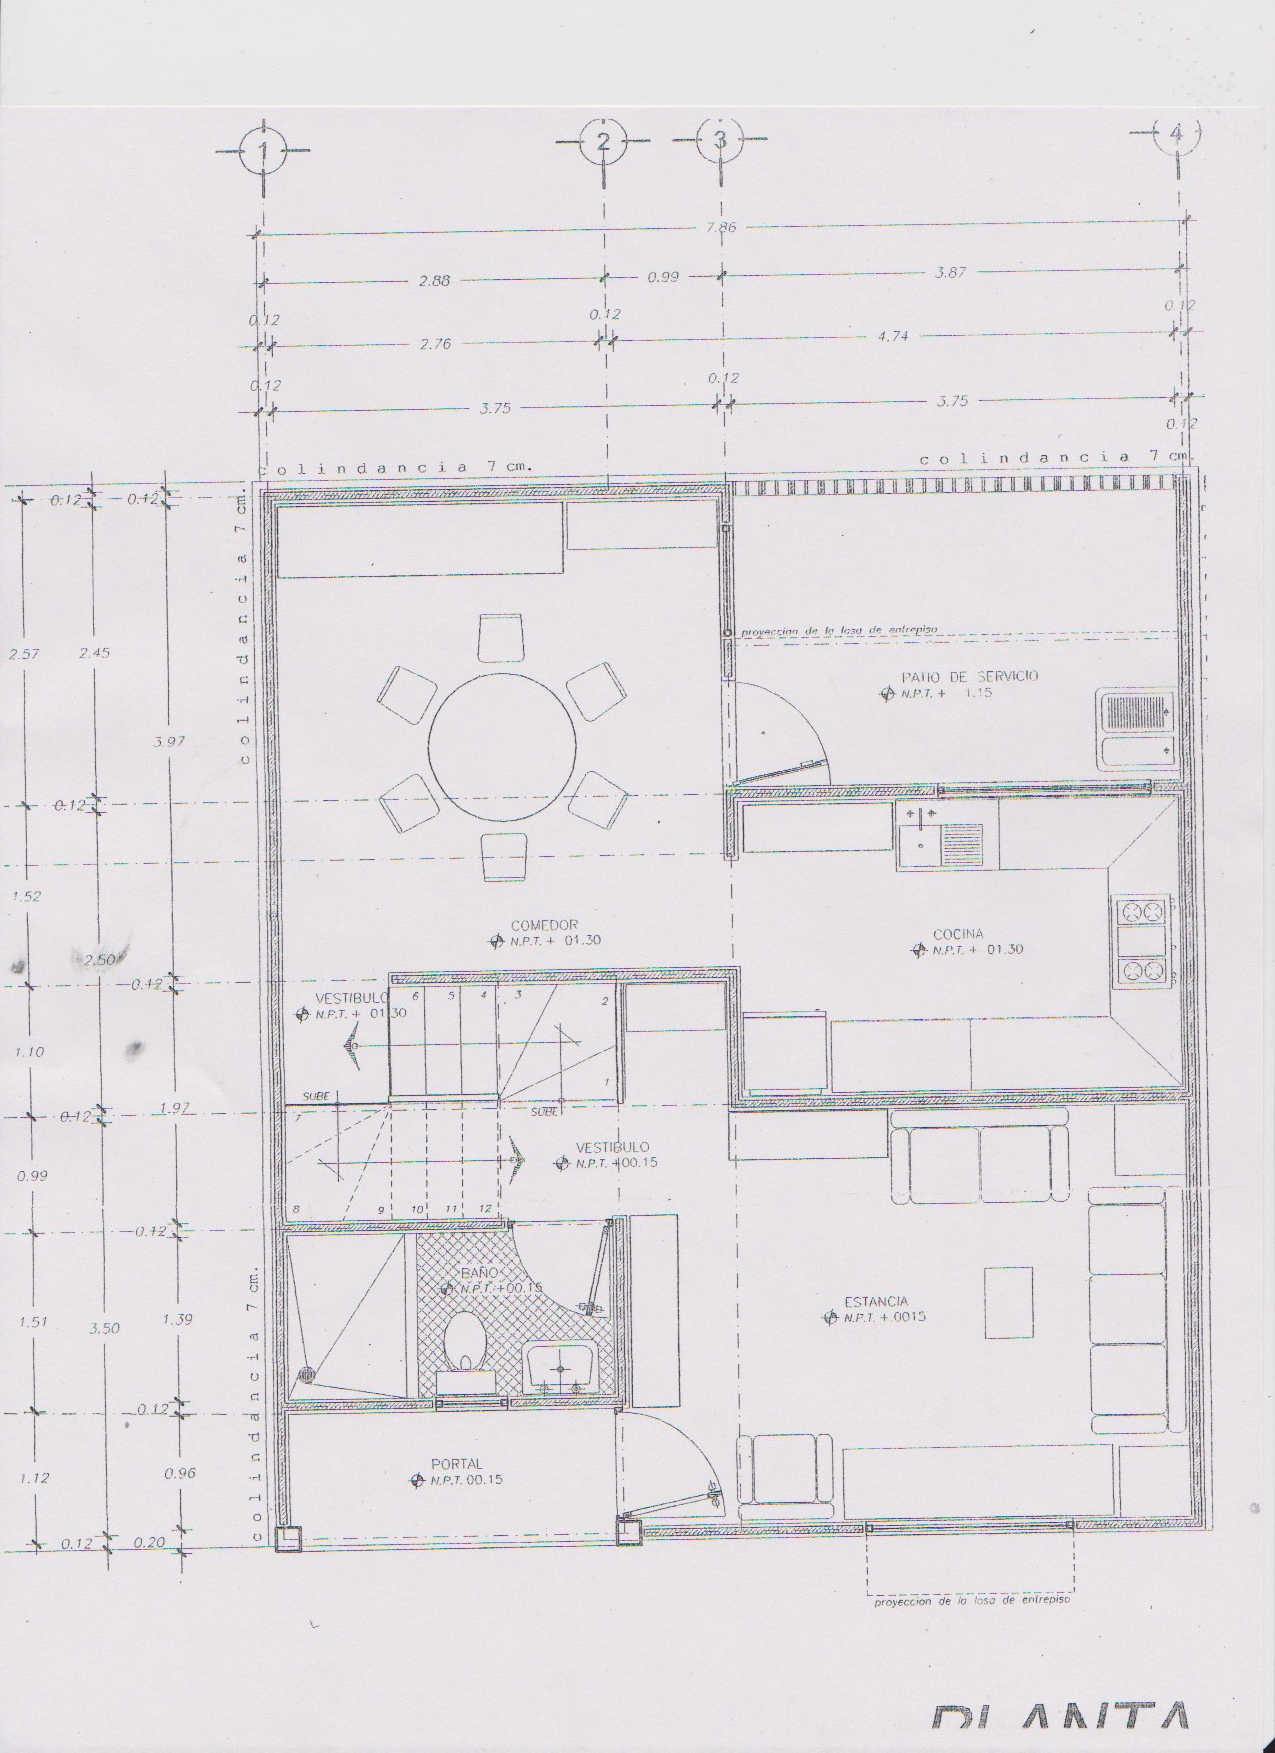 1 2 3 4
7.86
2.88 0.99 3.87
0.12 0.12 0.12
2.76 4.74
0.12 0.12
3.75 3.75
0.12
colindancia 7 cm. colindancia 7 cm.
0.12 0.12
colindancia 7 cm.
2.57 2.45
3.97
proyeccion de la losa de entrepiso
PATIO DE SERVICIO
N.P.T. + 1.15
0.12
1.52
COMEDOR
N.P.T. + 01.30
COCINA
N.P.T. + 01.30
2.50
0.12
VESTIBULO
N.P.T. + 01.30
6 5 4 3 2
1
1.10
SUBE
SUBE
0.12 1.97
7
VESTIBULO
N.P.T. +00.15
0.99
8 9 10 11 12
0.12
colindancia 7 cm.
BAÑO
N.P.T. +00.15
ESTANCIA
N.P.T. +.0015
1.51 3.50 1.39
0.12
PORTAL
N.P.T. 00.15
1.12 0.96
0.12 0.20
proyeccion de la losa de entrepiso
PLANTA